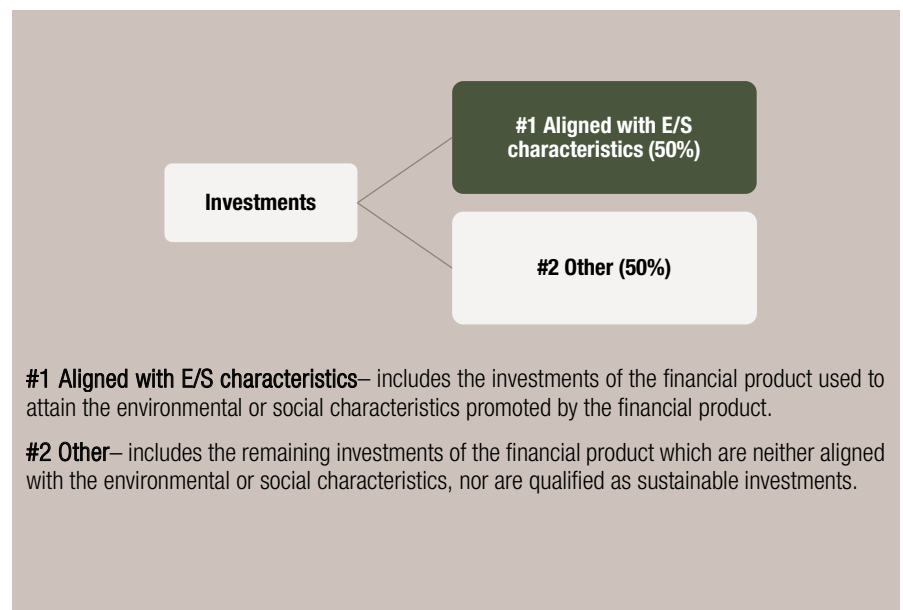 #1 Aligned with E/S
characteristics (50%)
Investments
#2 Other (50%)
#1 Aligned with E/S characteristics– includes the investments of the financial product used to
attain the environmental or social characteristics promoted by the financial product.
#2 Other– includes the remaining investments of the financial product which are neither aligned
with the environmental or social characteristics, nor are qualified as sustainable investments.